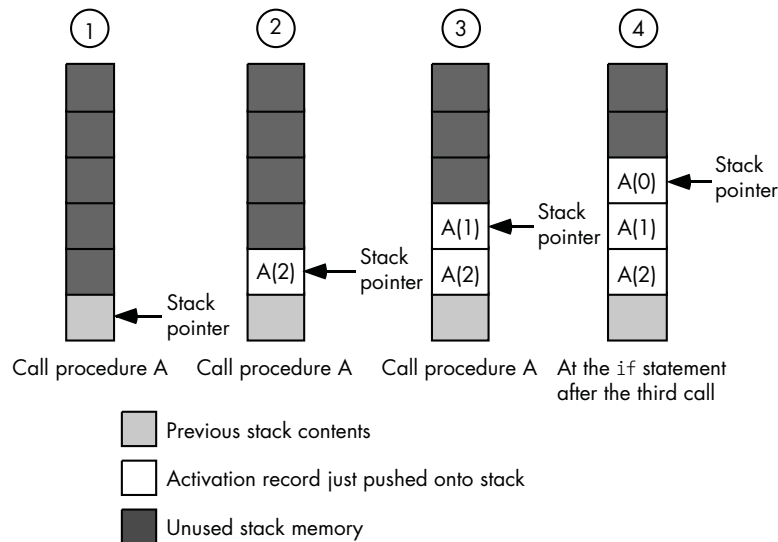 1
2
3
4
A(0)
Stack
pointer
A(1)
Stack
pointer
A(1)
A(2)
Stack
pointer
A(2)
A(2)
Stack
pointer
Call procedure A
Call procedure A
Call procedure A
At the if statement
after the third call
Previous stack contents
Activation record just pushed onto stack
Unused stack memory